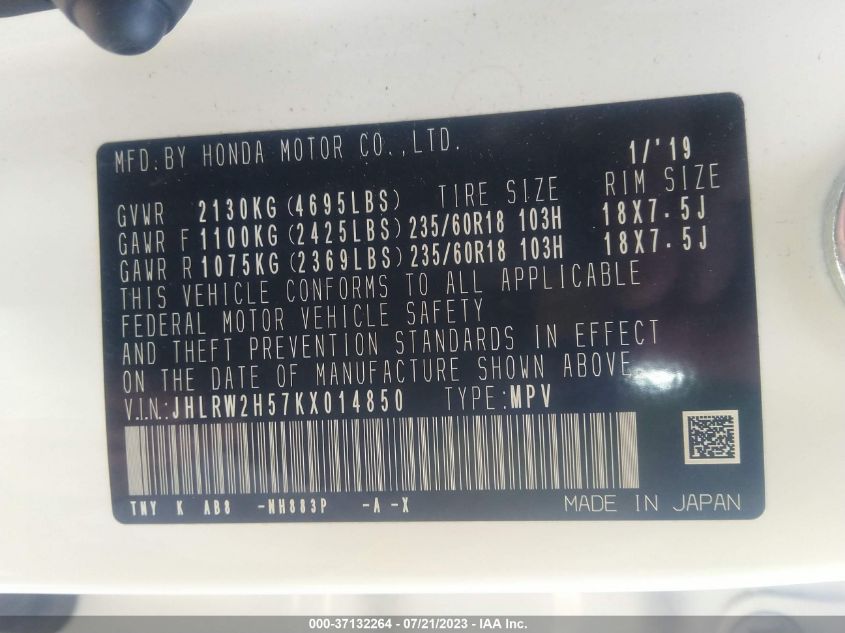 MFD. BY HONDA MOTOR CO., LTD. 1/'19
GVWR 2130KG (4695LBS) TIRE SIZE RIM SIZE
GAWR F 1100KG (2425LBS) 235/60R18 103H 18X7.5J
GAWR R 1075KG (2369LBS) 235/60R18 103H 18X7.5J
THIS VEHICLE CONFORMS TO ALL APPLICABLE
FEDERAL MOTOR VEHICLE SAFETY
AND THEFT PREVENTION STANDARDS IN EFFECT
ON THE DATE OF MANUFACTURE SHOWN ABOVE.
V.I.N.: JHLRW2H57KX014850 TYPE: MPV
TNY K AB8 -NH883P -A -X MADE IN JAPAN
000-37132264 - 07/21/2023 - IAA Inc.